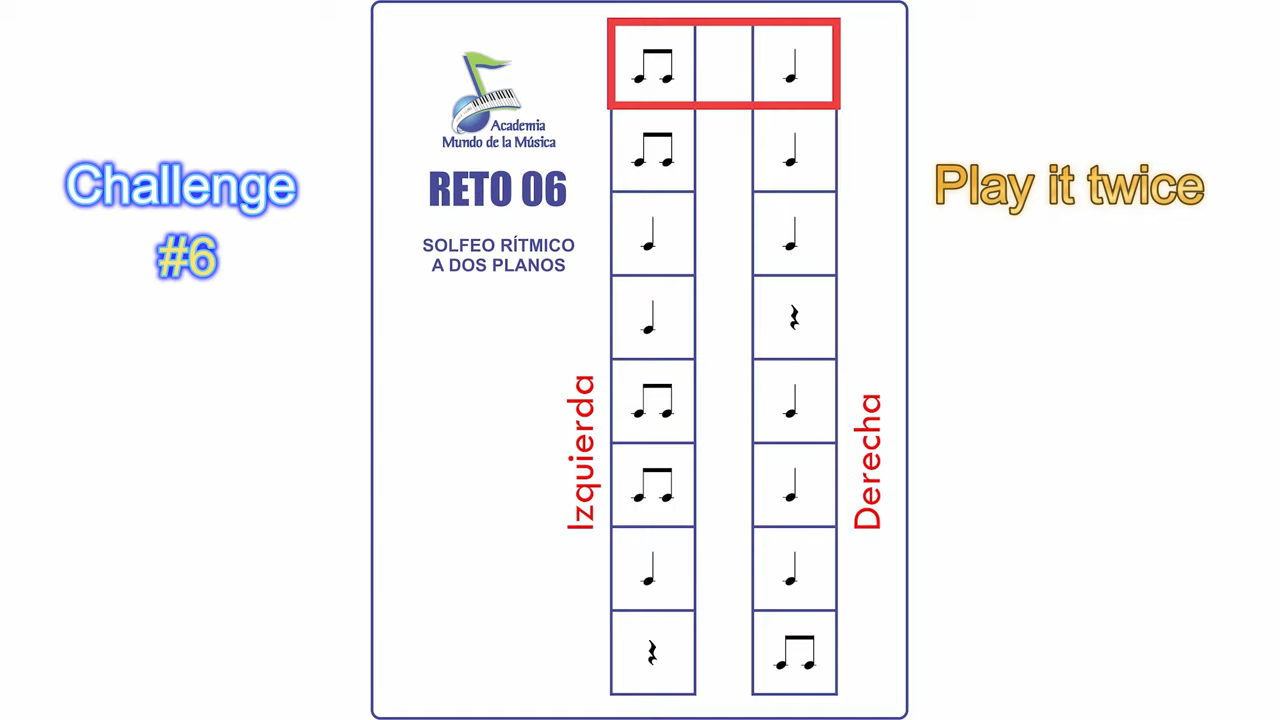 Challenge
#6
Academia
Mundo de la Música
RETO 06
SOLFEO RÍTMICO
A DOS PLANOS
Izquierda
Derecha
Play it twice